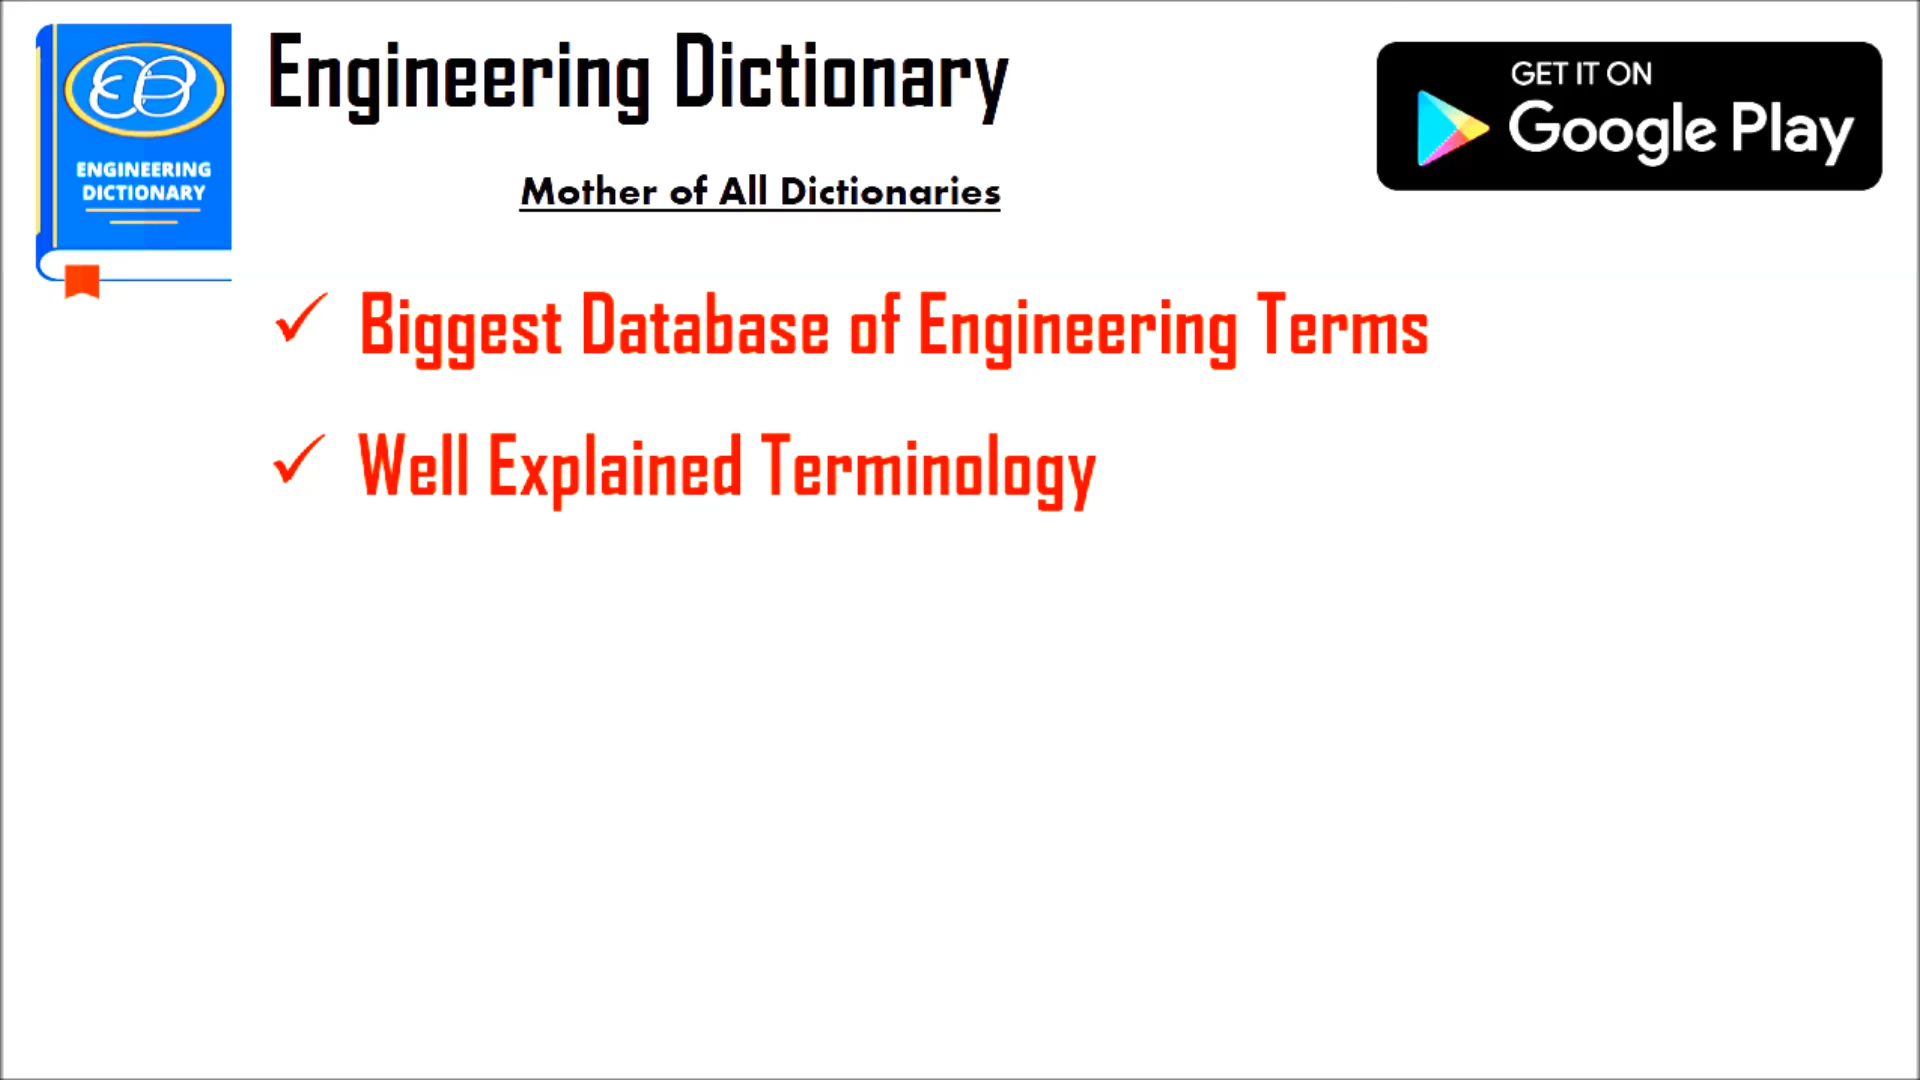 Engineering Dictionary
GET IT ON
Google Play
ENGINEERING
DICTIONARY
Mother of All Dictionaries
✓ Biggest Database of Engineering Terms
✓ Well Explained Terminology